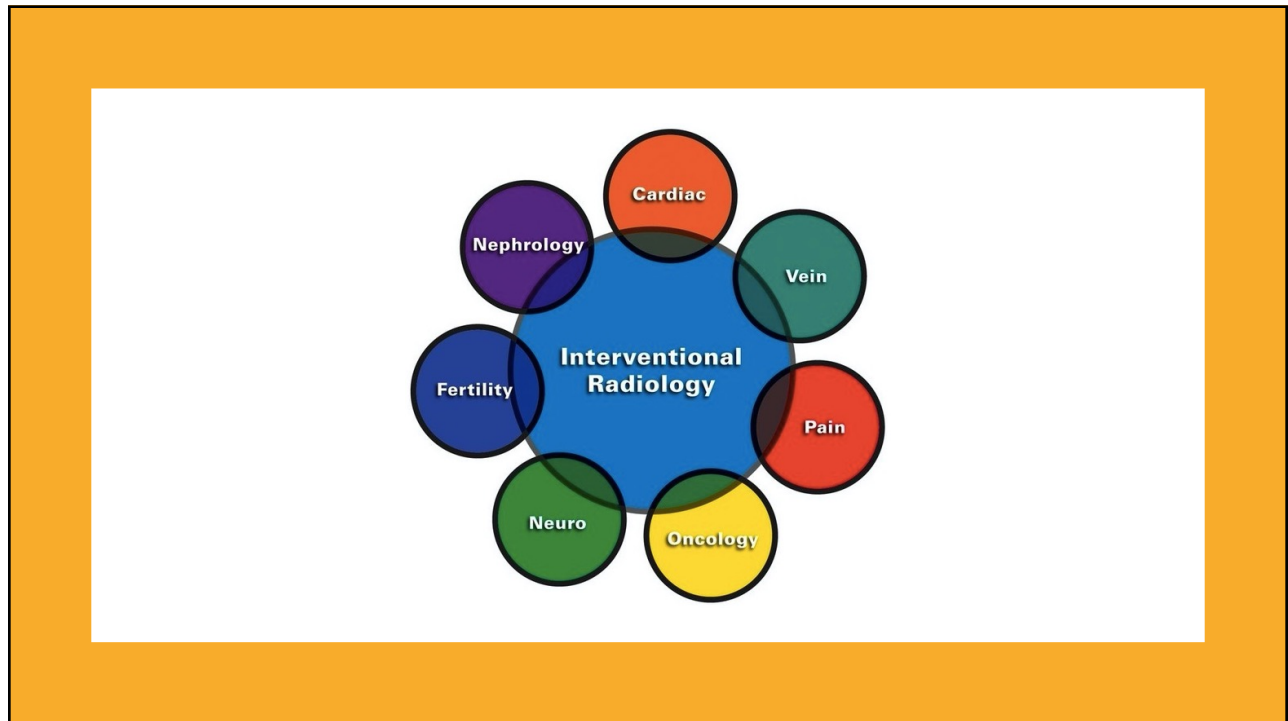 Cardiac
Nephrology
Vein
Interventional
Radiology
Fertility
Pain
Neuro
Oncology